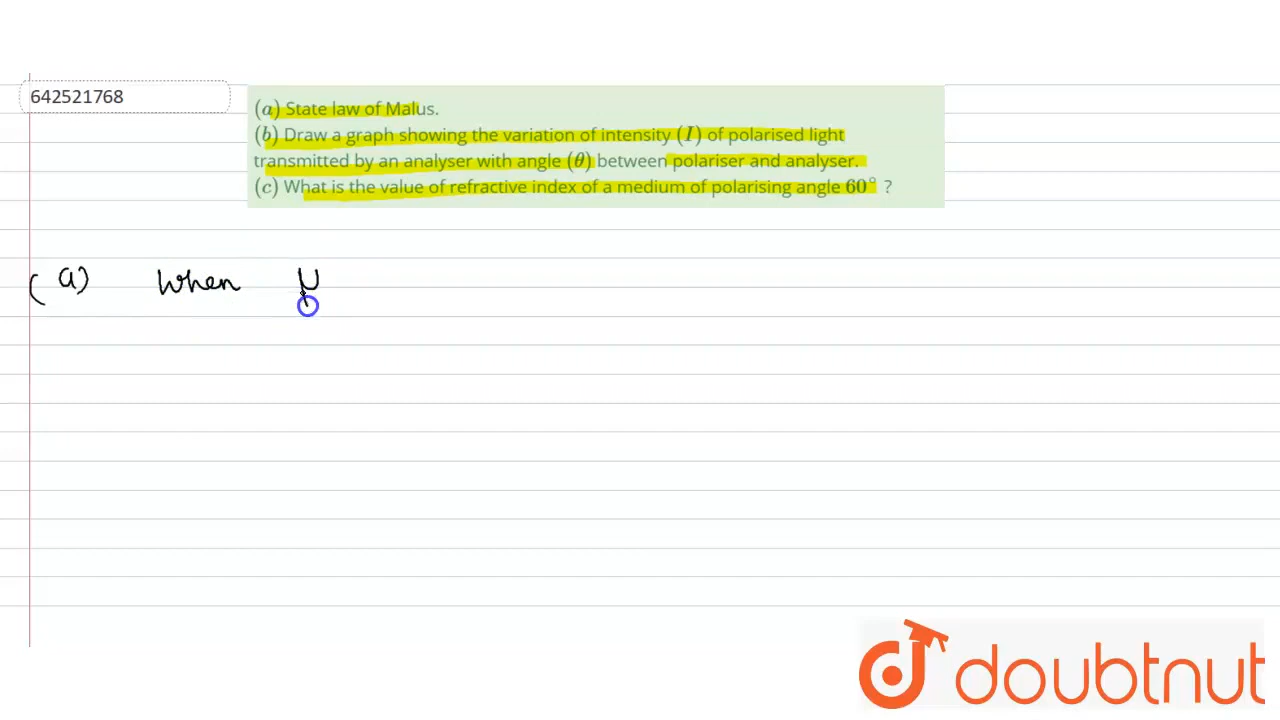 642521768
(a) State law of Malus.
(b) Draw a graph showing the variation of intensity (I) of polarised light
transmitted by an analyser with angle (θ) between polariser and analyser.
(c) What is the value of refractive index of a medium of polarising angle 60° ?
(a) When
doubtnut